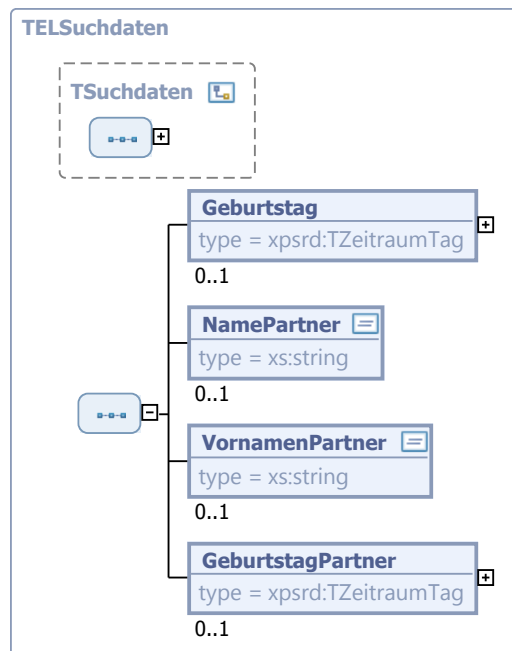 TELSuchdaten
TSuchdaten
Geburtstag
type = xpsrd:TZeitraumTag
0..1
NamePartner
type = xs:string
0..1
VornamenPartner
type = xs:string
0..1
GeburtstagPartner
type = xpsrd:TZeitraumTag
0..1